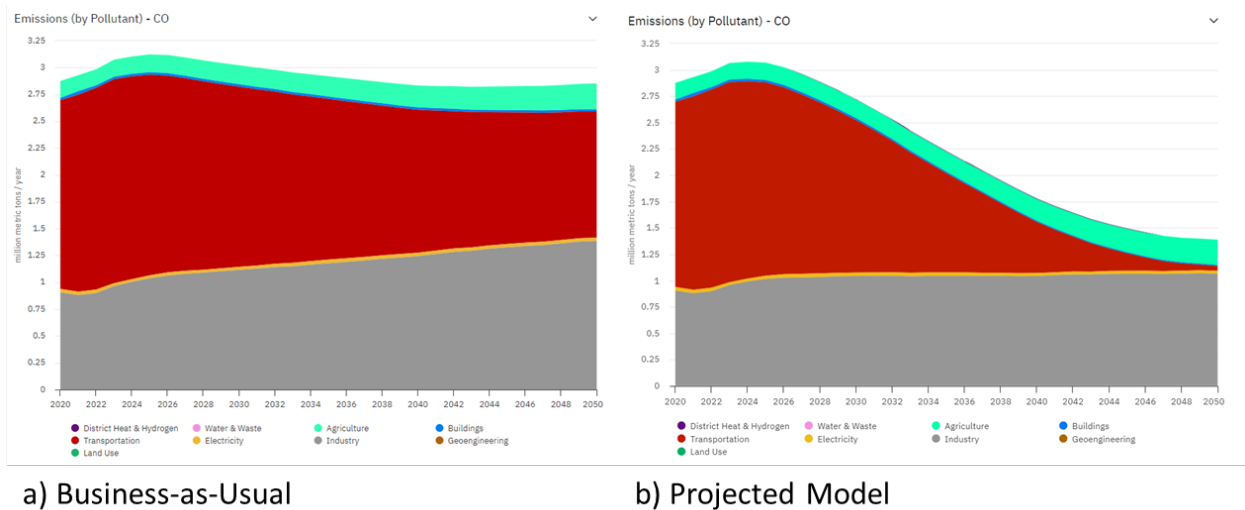 Emissions (by Pollutant) - CO
3.25
3
2.75
2.5
2.25
2
1.75
1.5
1.25
1
0.75
0.5
0.25
0
million metric tons / year
2020 2022 2024 2026 2028 2030 2032 2034 2036 2038 2040 2042 2044 2046 2048 2050
District Heat & Hydrogen Water & Waste Agriculture Buildings
Transportation Electricity Industry Geoengineering
Land Use
a) Business-as-Usual
Emissions (by Pollutant) - CO
3.25
3
2.75
2.5
2.25
2
1.75
1.5
1.25
1
0.75
0.5
0.25
0
million metric tons / year
2020 2022 2024 2026 2028 2030 2032 2034 2036 2038 2040 2042 2044 2046 2048 2050
District Heat & Hydrogen Water & Waste Agriculture Buildings
Transportation Electricity Industry Geoengineering
Land Use
b) Projected Model